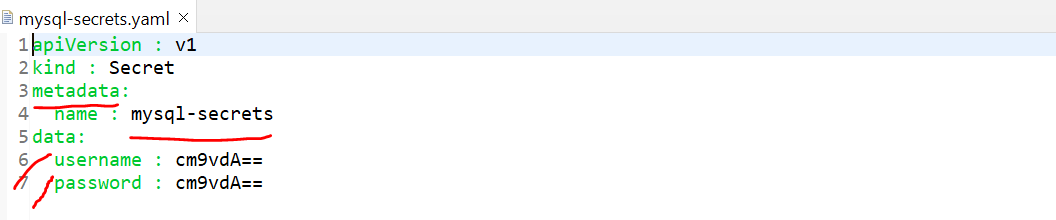 mysql-secrets.yaml
1 apiVersion : v1
2 kind : Secret
3 metadata:
4   name : mysql-secrets
5 data:
6   username : cm9vdA==
7   password : cm9vdA==